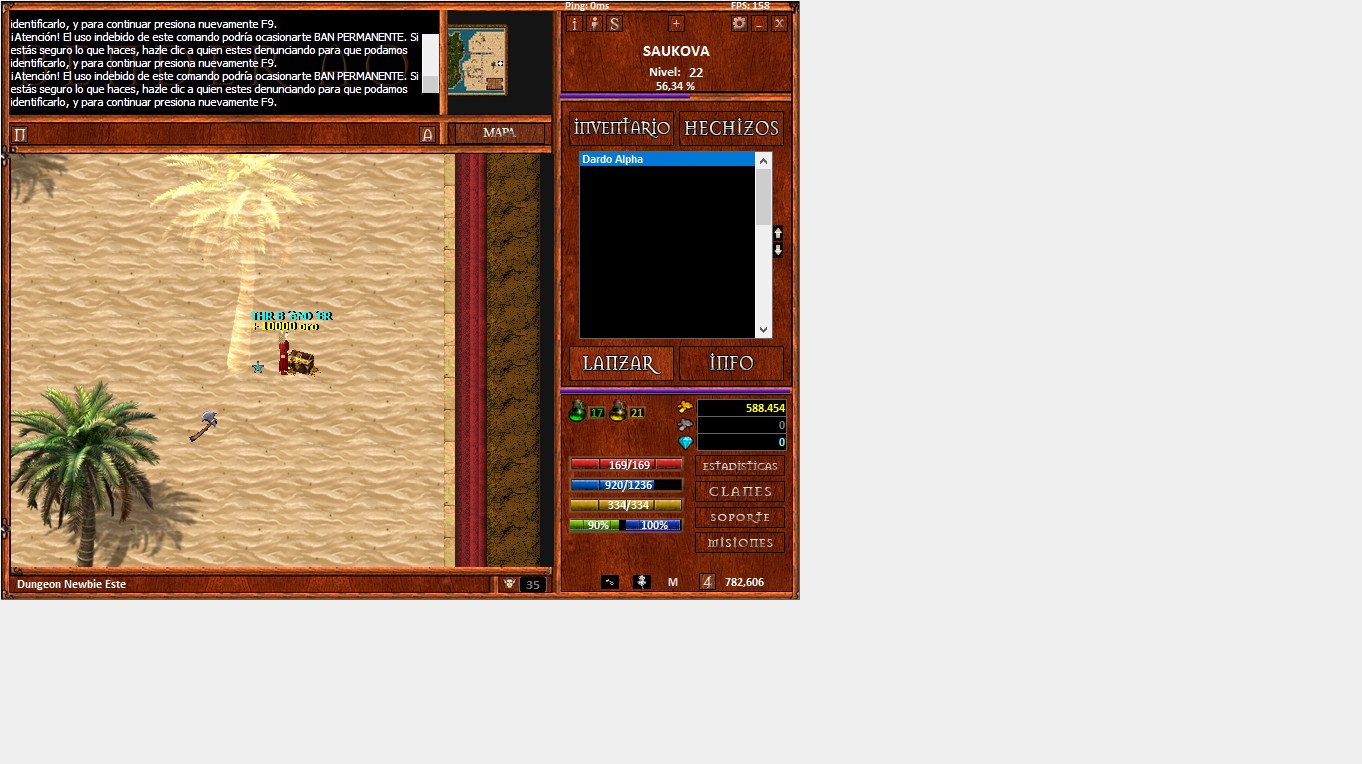 Ping: 0ms
FPS: 158
identificarlo, y para continuar presiona nuevamente F9.
¡Atención! El uso indebido de este comando podría ocasionarte BAN PERMANENTE. Si
estás seguro lo que haces, hazle clic a quien estes denunciando para que podamos
identificarlo, y para continuar presiona nuevamente F9.
¡Atención! El uso indebido de este comando podría ocasionarte BAN PERMANENTE. Si
estás seguro lo que haces, hazle clic a quien estes denunciando para que podamos
identificarlo, y para continuar presiona nuevamente F9.
MAPA
S
+
_
X
SAUKOVA
Nivel: 22
56,34 %
INVENTARIO
HECHIZOS
Dardo Alpha
LANZAR
INFO
+ 10000 oro
17
21
588.454
0
0
169/169
920/1236
334/334
90%
100%
ESTADÍSTICAS
CLANES
SOPORTE
MISIONES
Dungeon Newbie Este
35
M
4
782,606